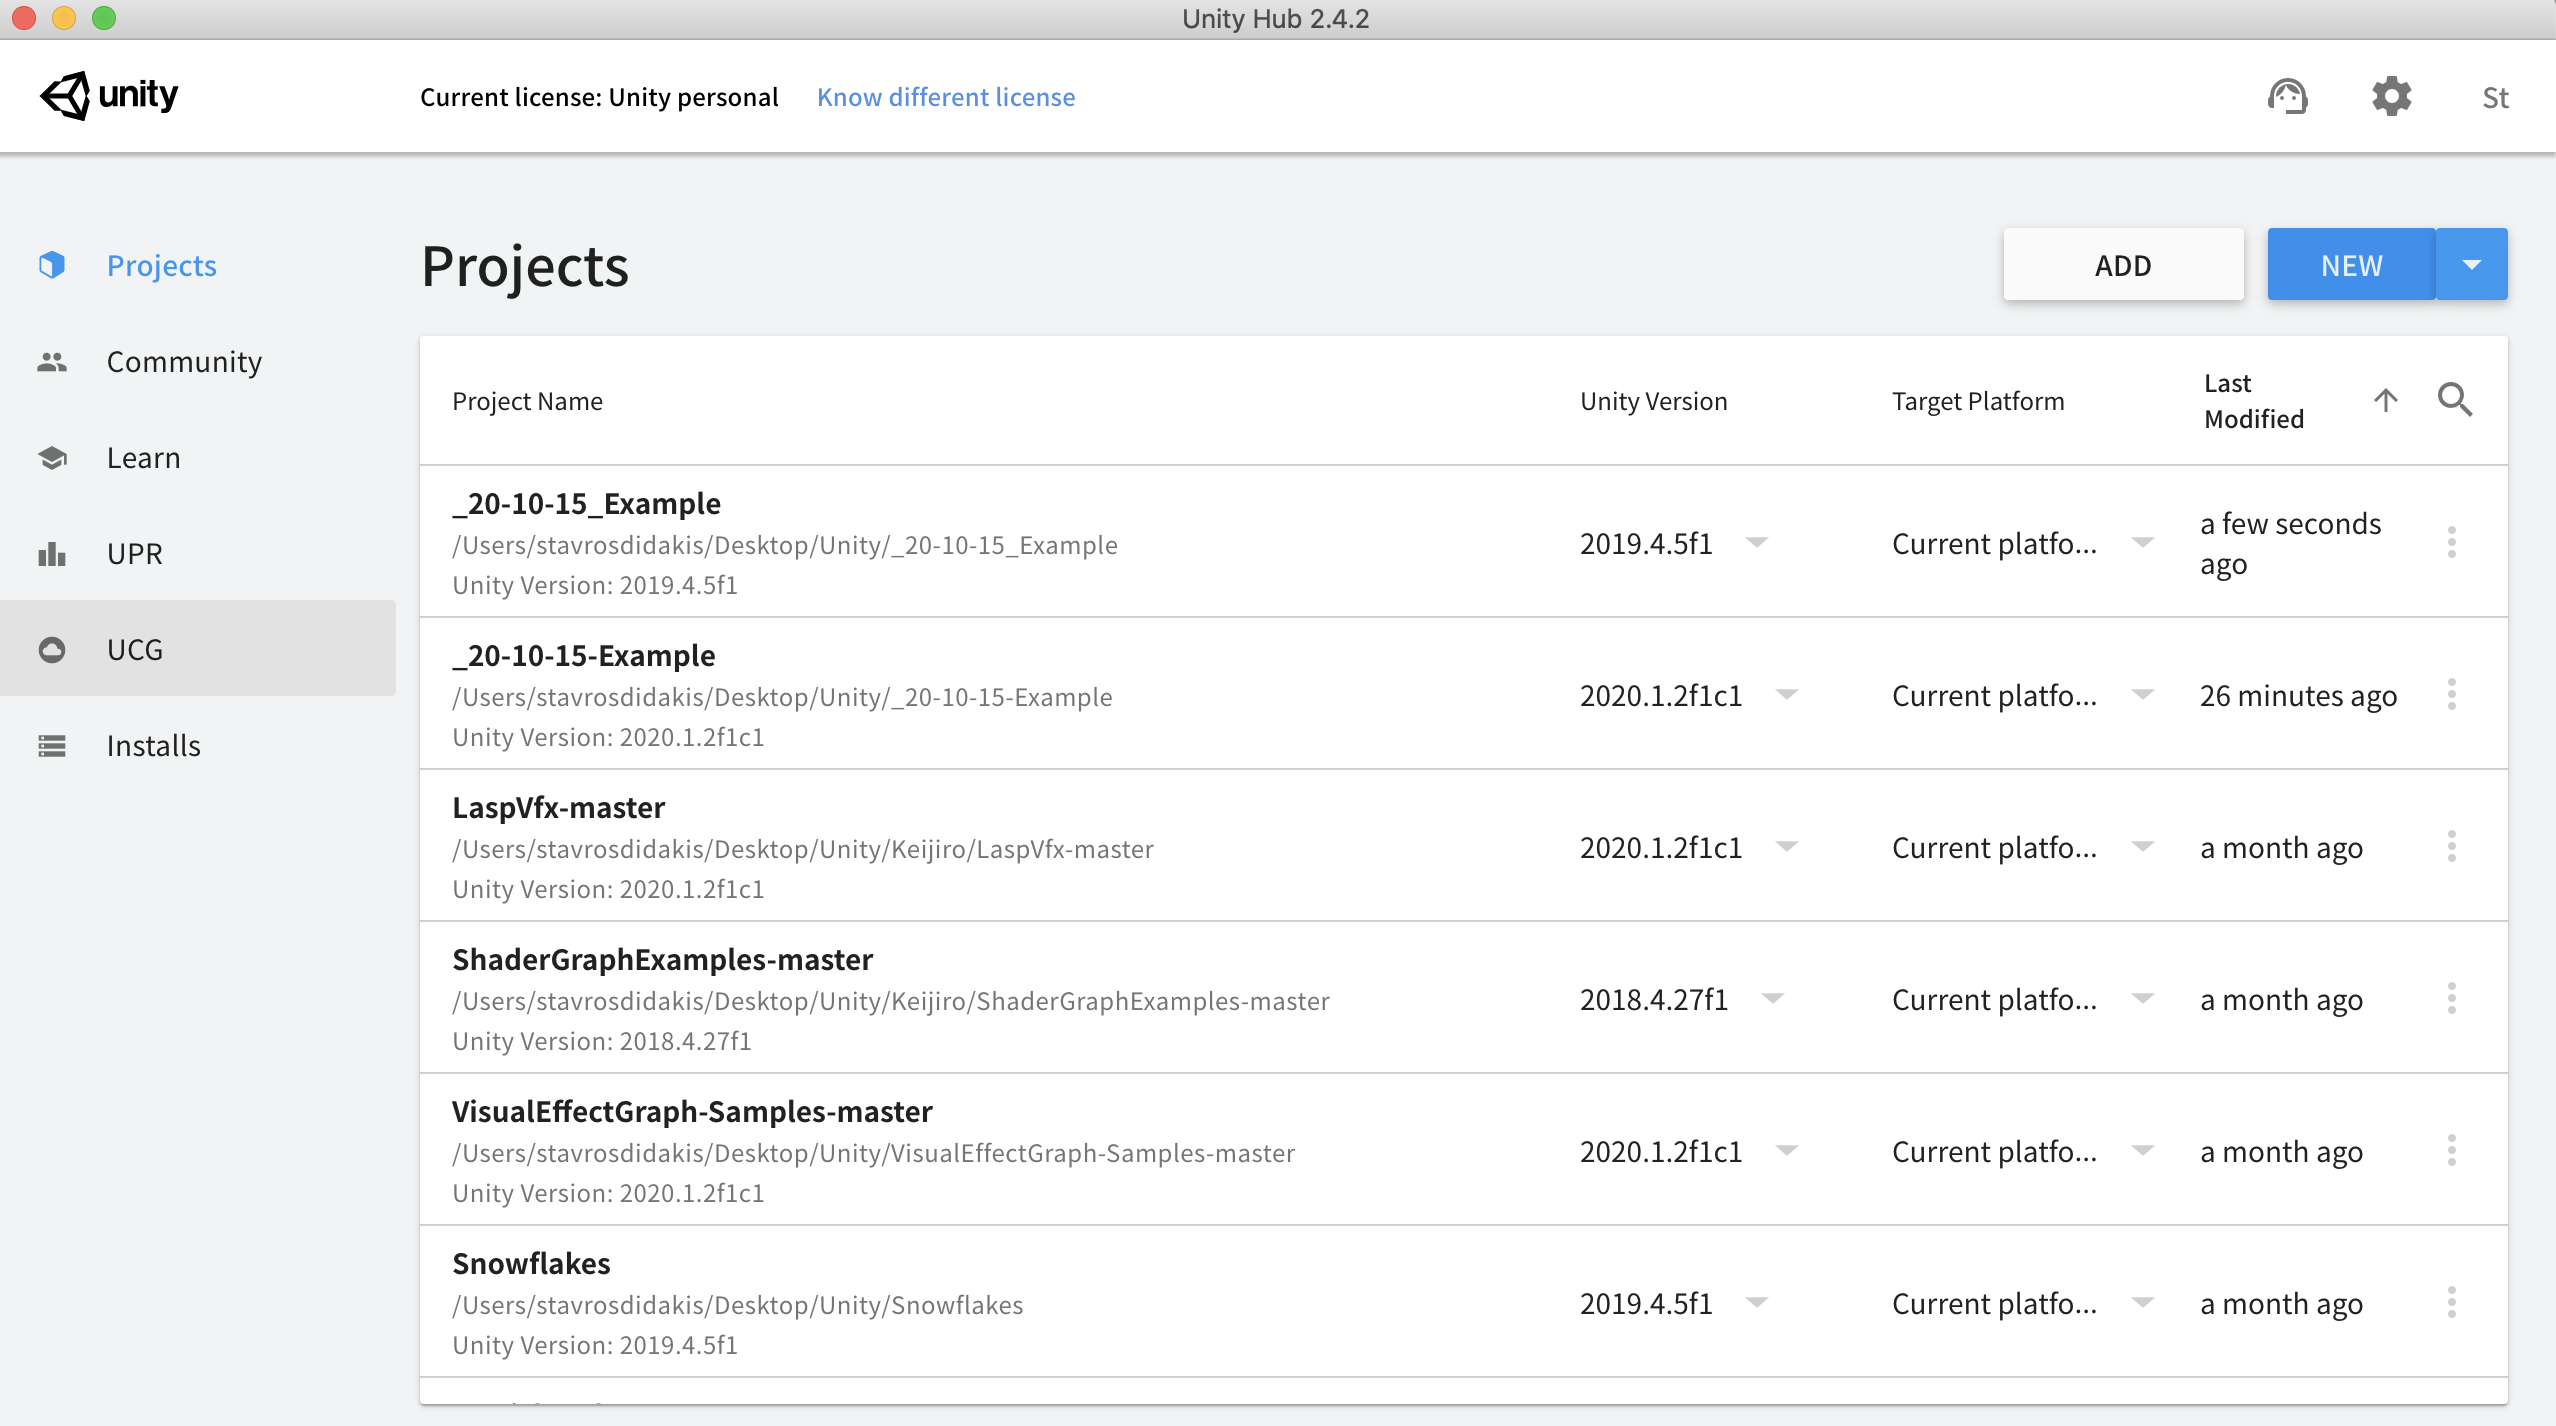 Unity Hub 2.4.2
unity
Current license: Unity personal Know different license
St
Projects
Community
Learn
UPR
UCG
Installs
Projects
ADD
NEW
Project Name Unity Version Target Platform Last Modified
_20-10-15_Example
/Users/stavrosdidakis/Desktop/Unity/_20-10-15_Example
Unity Version: 2019.4.5f1
2019.4.5f1 Current platfo... a few seconds ago
_20-10-15-Example
/Users/stavrosdidakis/Desktop/Unity/_20-10-15-Example
Unity Version: 2020.1.2f1c1
2020.1.2f1c1 Current platfo... 26 minutes ago
LaspVfx-master
/Users/stavrosdidakis/Desktop/Unity/Keijiro/LaspVfx-master
Unity Version: 2020.1.2f1c1
2020.1.2f1c1 Current platfo... a month ago
ShaderGraphExamples-master
/Users/stavrosdidakis/Desktop/Unity/Keijiro/ShaderGraphExamples-master
Unity Version: 2018.4.27f1
2018.4.27f1 Current platfo... a month ago
VisualEffectGraph-Samples-master
/Users/stavrosdidakis/Desktop/Unity/VisualEffectGraph-Samples-master
Unity Version: 2020.1.2f1c1
2020.1.2f1c1 Current platfo... a month ago
Snowflakes
/Users/stavrosdidakis/Desktop/Unity/Snowflakes
Unity Version: 2019.4.5f1
2019.4.5f1 Current platfo... a month ago